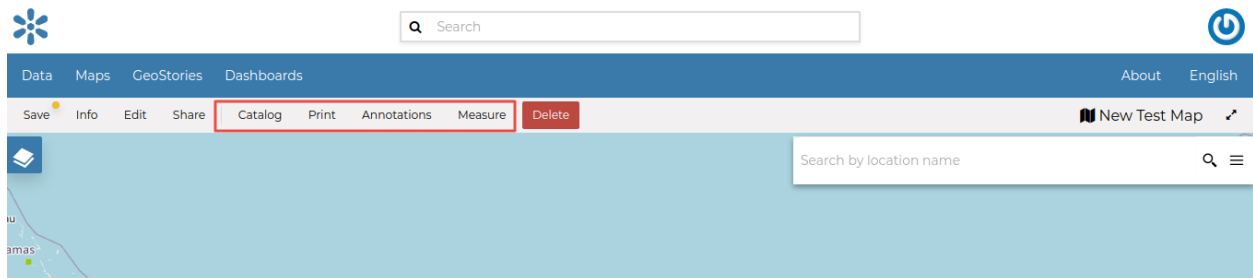 Search
Data Maps GeoStories Dashboards About English
Save Info Edit Share Catalog Print Annotations Measure Delete New Test Map
Search by location name
au
amas